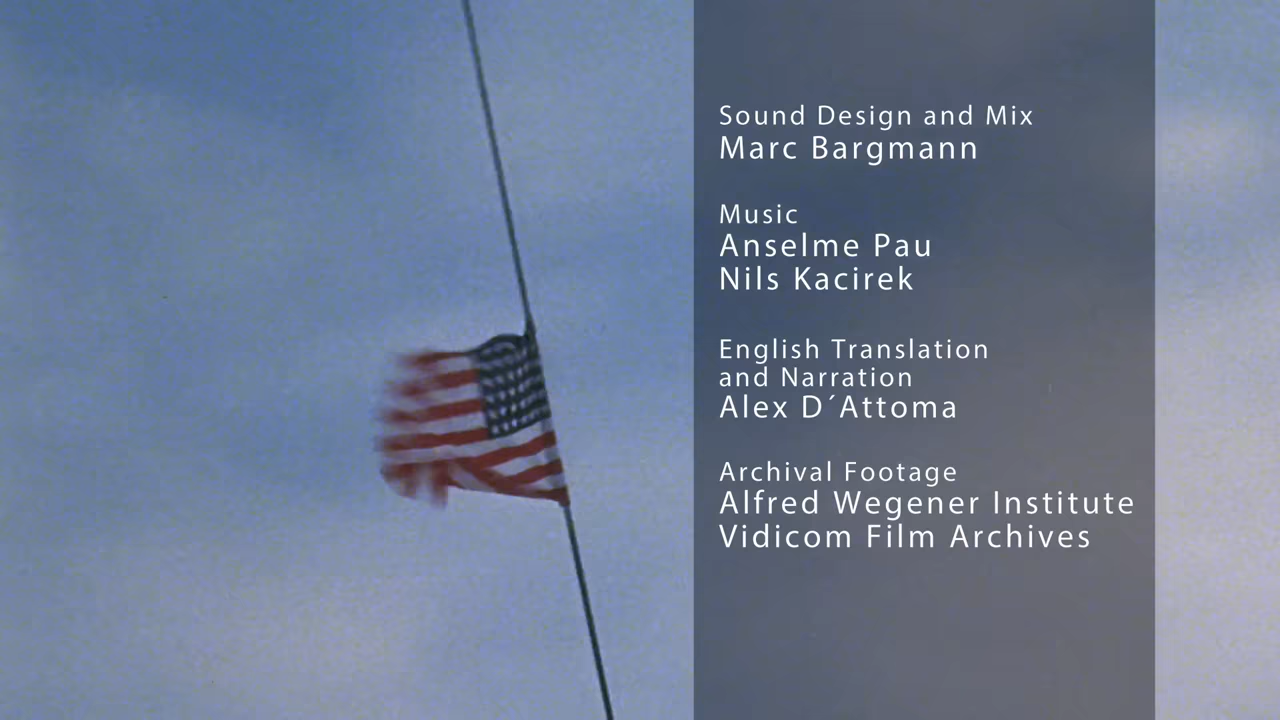 Sound Design and Mix
Marc Bargmann
Music
Anselme Pau
Nils Kacirek
English Translation
and Narration
Alex D´Attoma
Archival Footage
Alfred Wegener Institute
Vidicom Film Archives